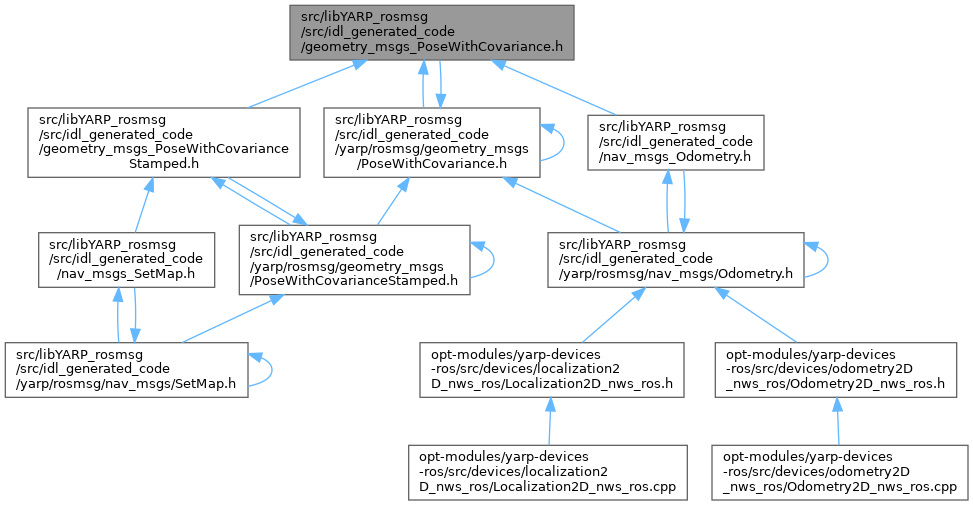 src/libYARP_rosmsg
/src/idl_generated_code
/geometry_msgs_PoseWithCovariance.h
src/libYARP_rosmsg
/src/idl_generated_code
/geometry_msgs_PoseWithCovariance
Stamped.h
src/libYARP_rosmsg
/src/idl_generated_code
/yarp/rosmsg/geometry_msgs
/PoseWithCovariance.h
src/libYARP_rosmsg
/src/idl_generated_code
/nav_msgs_Odometry.h
src/libYARP_rosmsg
/src/idl_generated_code
/nav_msgs_SetMap.h
src/libYARP_rosmsg
/src/idl_generated_code
/yarp/rosmsg/geometry_msgs
/PoseWithCovarianceStamped.h
src/libYARP_rosmsg
/src/idl_generated_code
/yarp/rosmsg/nav_msgs/Odometry.h
src/libYARP_rosmsg
/src/idl_generated_code
/yarp/rosmsg/nav_msgs/SetMap.h
opt-modules/yarp-devices
-ros/src/devices/localization2
D_nws_ros/Localization2D_nws_ros.h
opt-modules/yarp-devices
-ros/src/devices/odometry2D
_nws_ros/Odometry2D_nws_ros.h
opt-modules/yarp-devices
-ros/src/devices/localization2
D_nws_ros/Localization2D_nws_ros.cpp
opt-modules/yarp-devices
-ros/src/devices/odometry2D
_nws_ros/Odometry2D_nws_ros.cpp